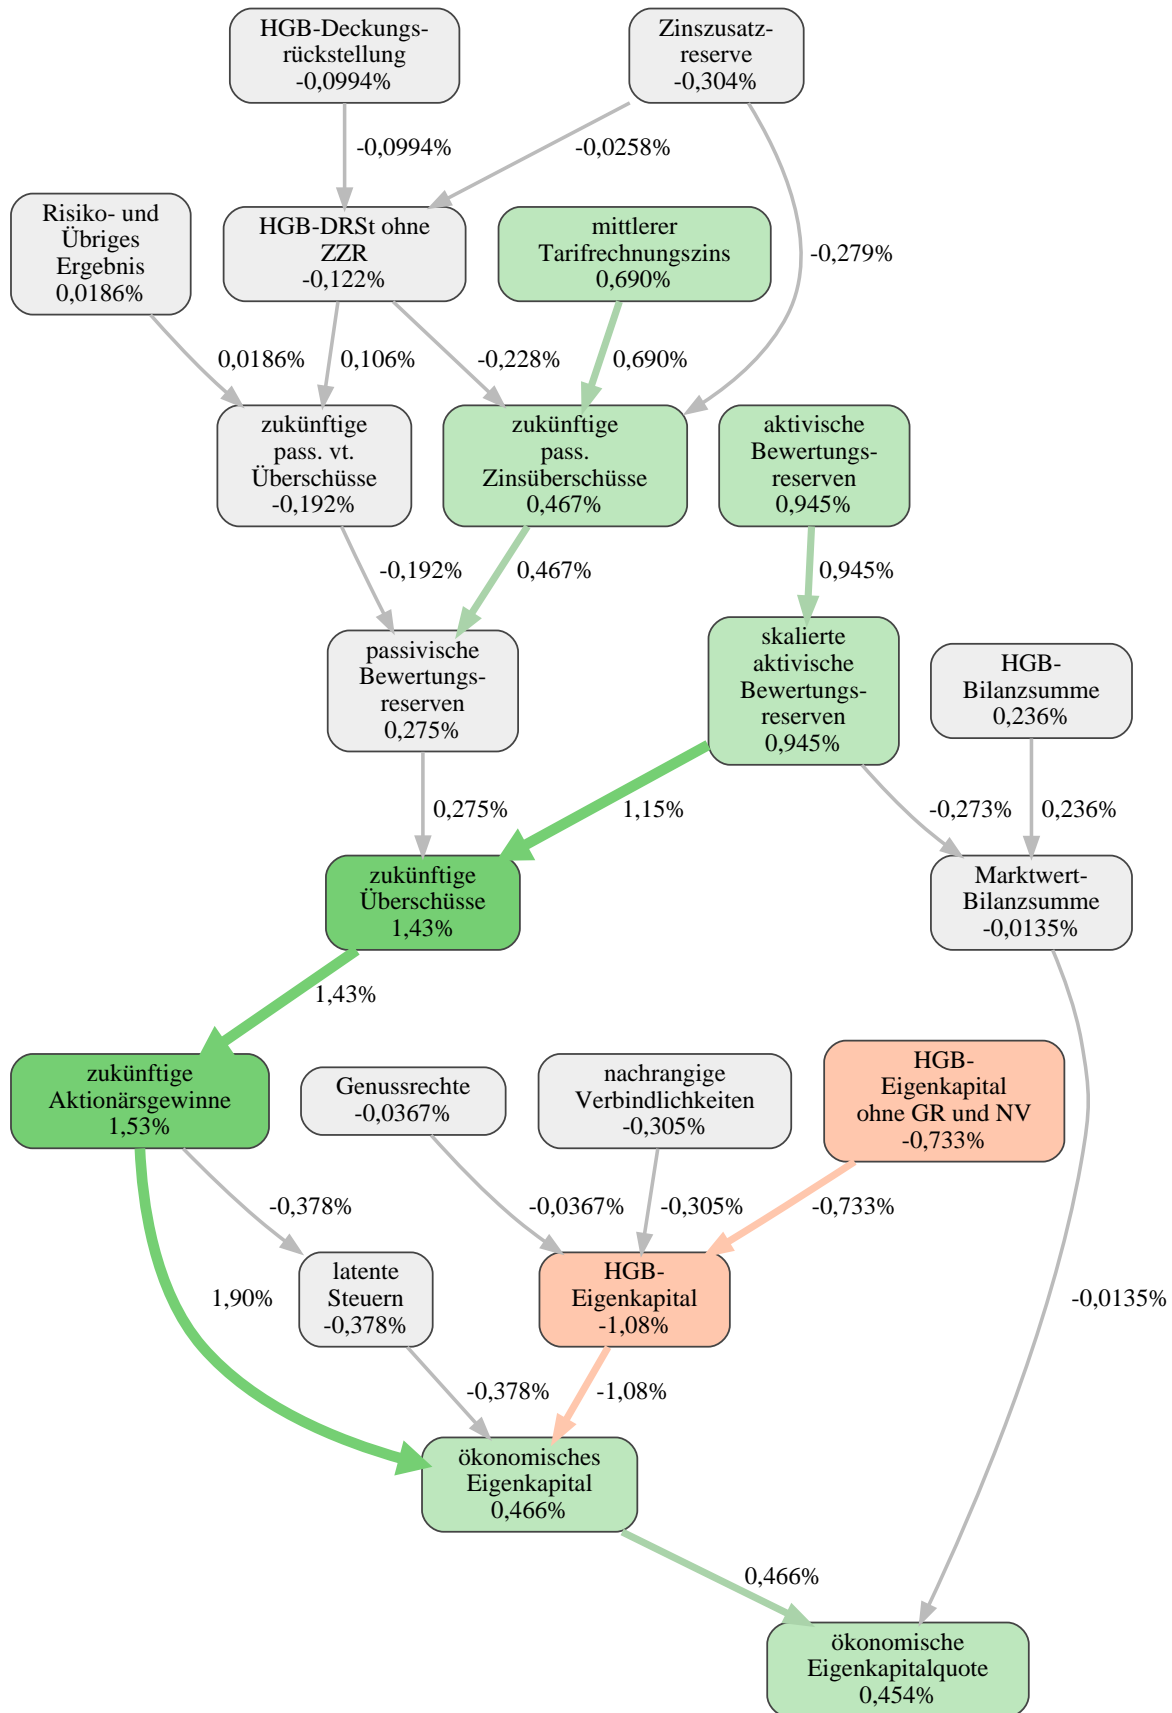 HGB-Deckungs-
rückstellung
-0,0994%
Zinszusatz-
reserve
-0,304%
-0,0994%
-0,0258%
Risiko- und
Übriges
Ergebnis
0,0186%
HGB-DRSt ohne
ZZR
-0,122%
mittlerer
Tarifrechnungszins
0,690%
-0,279%
0,0186%
0,106%
-0,228%
0,690%
zukünftige
pass. vt.
Überschüsse
-0,192%
zukünftige
pass.
Zinsüberschüsse
0,467%
aktivische
Bewertungs-
reserven
0,945%
-0,192%
0,467%
0,945%
passivische
Bewertungs-
reserven
0,275%
skalierte
aktivische
Bewertungs-
reserven
0,945%
HGB-
Bilanzsumme
0,236%
0,275%
1,15%
-0,273%
0,236%
zukünftige
Überschüsse
1,43%
Marktwert-
Bilanzsumme
-0,0135%
1,43%
zukünftige
Aktionärsgewinne
1,53%
Genussrechte
-0,0367%
nachrangige
Verbindlichkeiten
-0,305%
HGB-
Eigenkapital
ohne GR und NV
-0,733%
-0,378%
-0,0367%
-0,305%
-0,733%
1,90%
latente
Steuern
-0,378%
HGB-
Eigenkapital
-1,08%
-0,0135%
-0,378%
-1,08%
ökonomisches
Eigenkapital
0,466%
0,466%
ökonomische
Eigenkapitalquote
0,454%